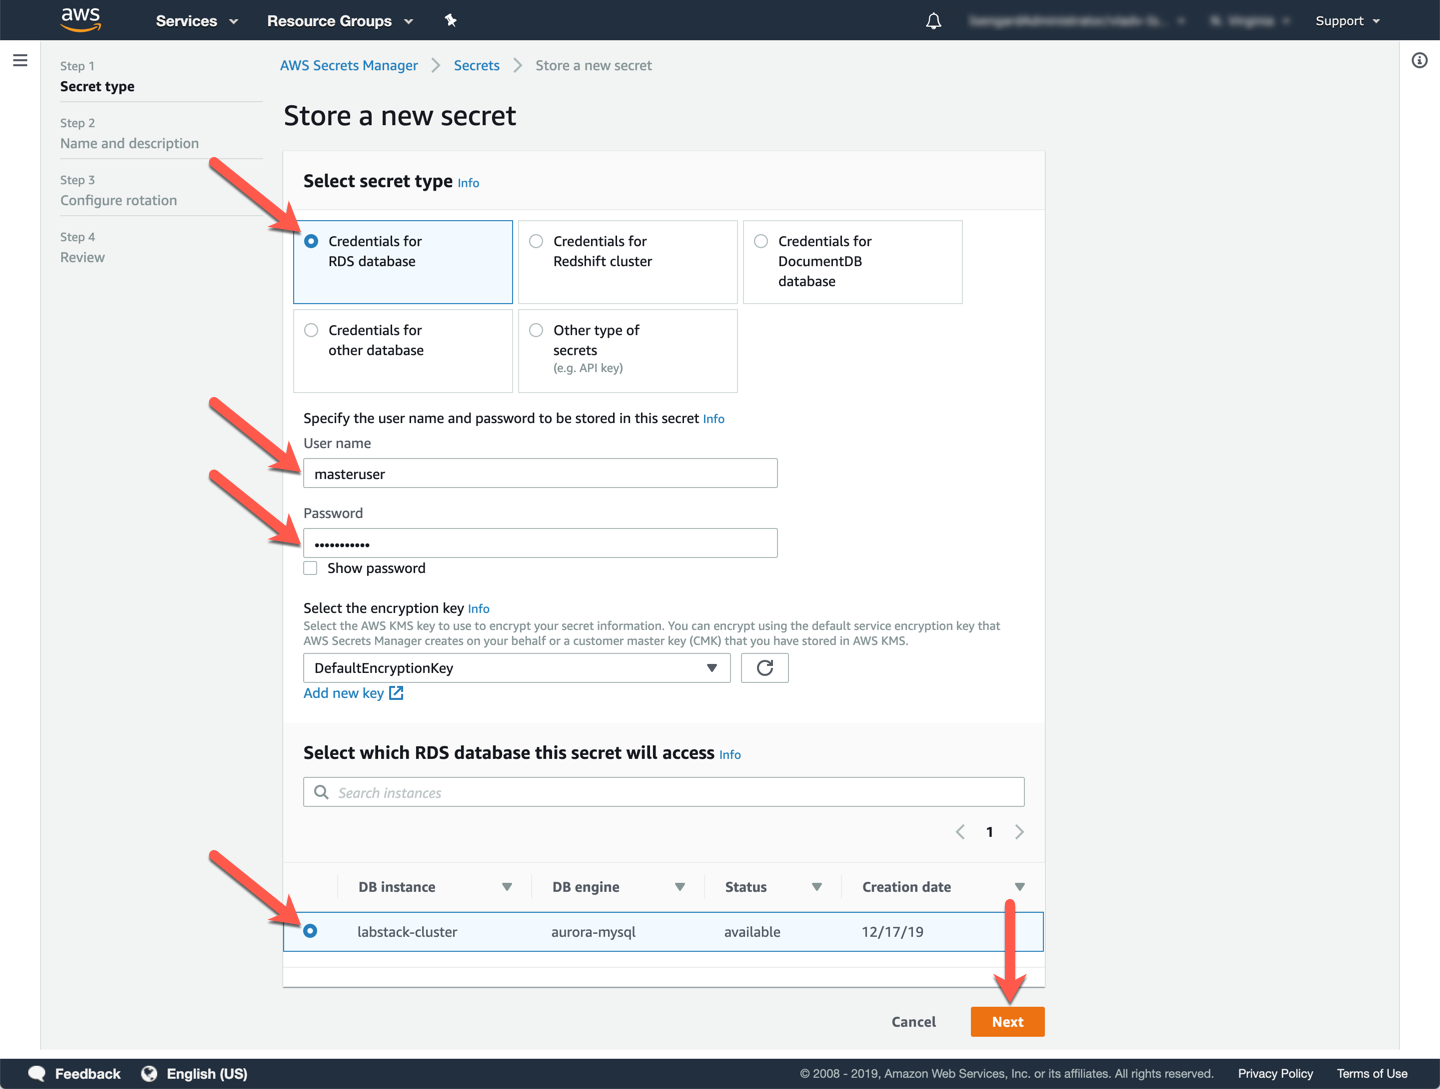 aws
Services
Resource Groups
Support
Step 1
Secret type
Step 2
Name and description
Step 3
Configure rotation
Step 4
Review
AWS Secrets Manager
Secrets
Store a new secret
Store a new secret
Select secret type Info
Credentials for
RDS database
Credentials for
Redshift cluster
Credentials for
DocumentDB
database
Credentials for
other database
Other type of
secrets
(e.g. API key)
Specify the user name and password to be stored in this secret Info
User name
masteruser
Password
•••••••••••
Show password
Select the encryption key Info
Select the AWS KMS key to use to encrypt your secret information. You can encrypt using the default service encryption key that
AWS Secrets Manager creates on your behalf or a customer master key (CMK) that you have stored in AWS KMS.
DefaultEncryptionKey
Add new key
Select which RDS database this secret will access Info
Search instances
1
DB instance DB engine Status Creation date
labstack-cluster aurora-mysql available 12/17/19
Cancel
Next
Feedback
English (US)
© 2008 - 2019, Amazon Web Services, Inc. or its affiliates. All rights reserved.
Privacy Policy
Terms of Use